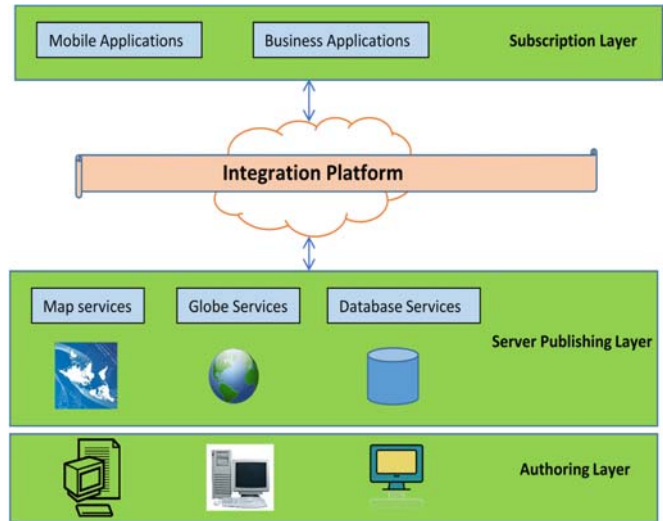 Mobile Applications
Business Applications
Subscription Layer
Integration Platform
Map services
Globe Services
Database Services
Server Publishing Layer
Authoring Layer